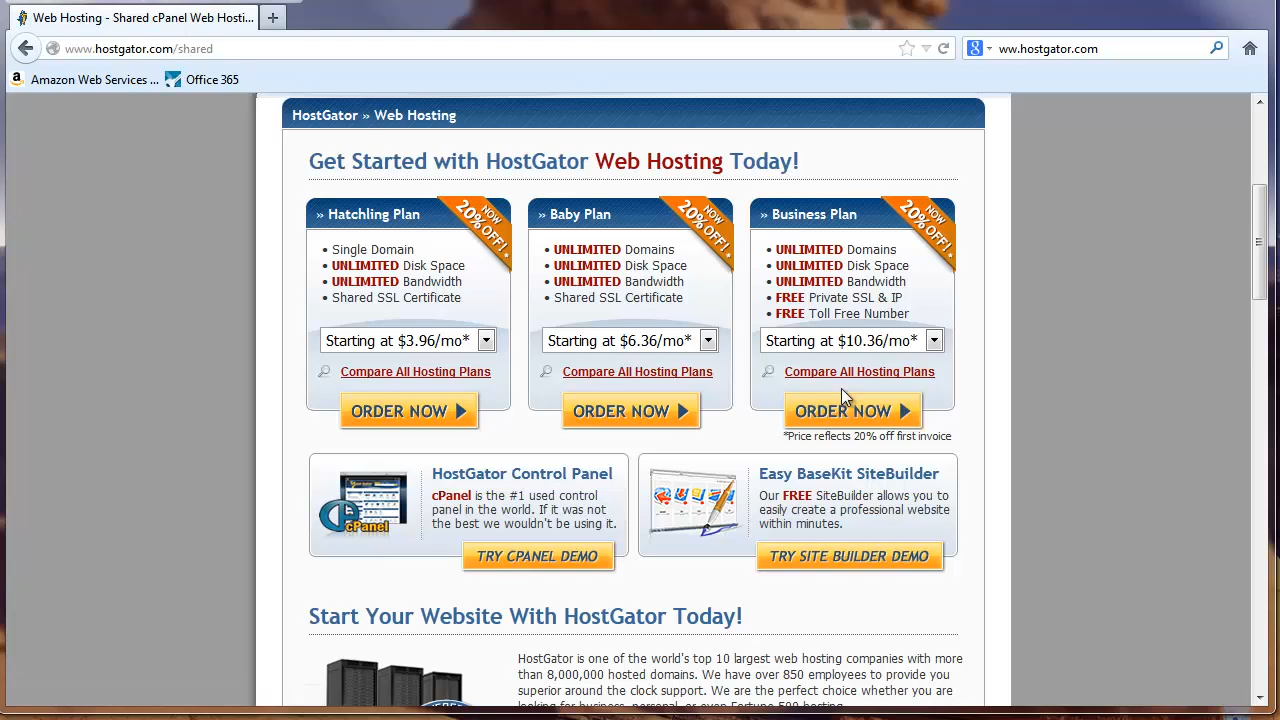 Web Hosting - Shared cPanel Web Hosti...
www.hostgator.com/shared
ww.hostgator.com
Amazon Web Services ...
Office 365
HostGator » Web Hosting
Get Started with HostGator Web Hosting Today!
» Hatchling Plan
NOW
20% OFF! *
• Single Domain
• UNLIMITED Disk Space
• UNLIMITED Bandwidth
• Shared SSL Certificate
Starting at $3.96/mo*
Compare All Hosting Plans
ORDER NOW
» Baby Plan
NOW
20% OFF! *
• UNLIMITED Domains
• UNLIMITED Disk Space
• UNLIMITED Bandwidth
• Shared SSL Certificate
Starting at $6.36/mo*
Compare All Hosting Plans
ORDER NOW
» Business Plan
NOW
20% OFF! *
• UNLIMITED Domains
• UNLIMITED Disk Space
• UNLIMITED Bandwidth
• FREE Private SSL & IP
• FREE Toll Free Number
Starting at $10.36/mo*
Compare All Hosting Plans
ORDER NOW
*Price reflects 20% off first invoice
cPanel
HostGator Control Panel
cPanel is the #1 used control
panel in the world. If it was not
the best we wouldn't be using it.
TRY CPANEL DEMO
Easy BaseKit SiteBuilder
Our FREE SiteBuilder allows you to
easily create a professional website
within minutes.
TRY SITE BUILDER DEMO
Start Your Website With HostGator Today!
HostGator is one of the world's top 10 largest web hosting companies with more
than 8,000,000 hosted domains. We have over 850 employees to provide you
superior around the clock support. We are the perfect choice whether you are
looking for business, personal, or even Fortune 500 hosting.